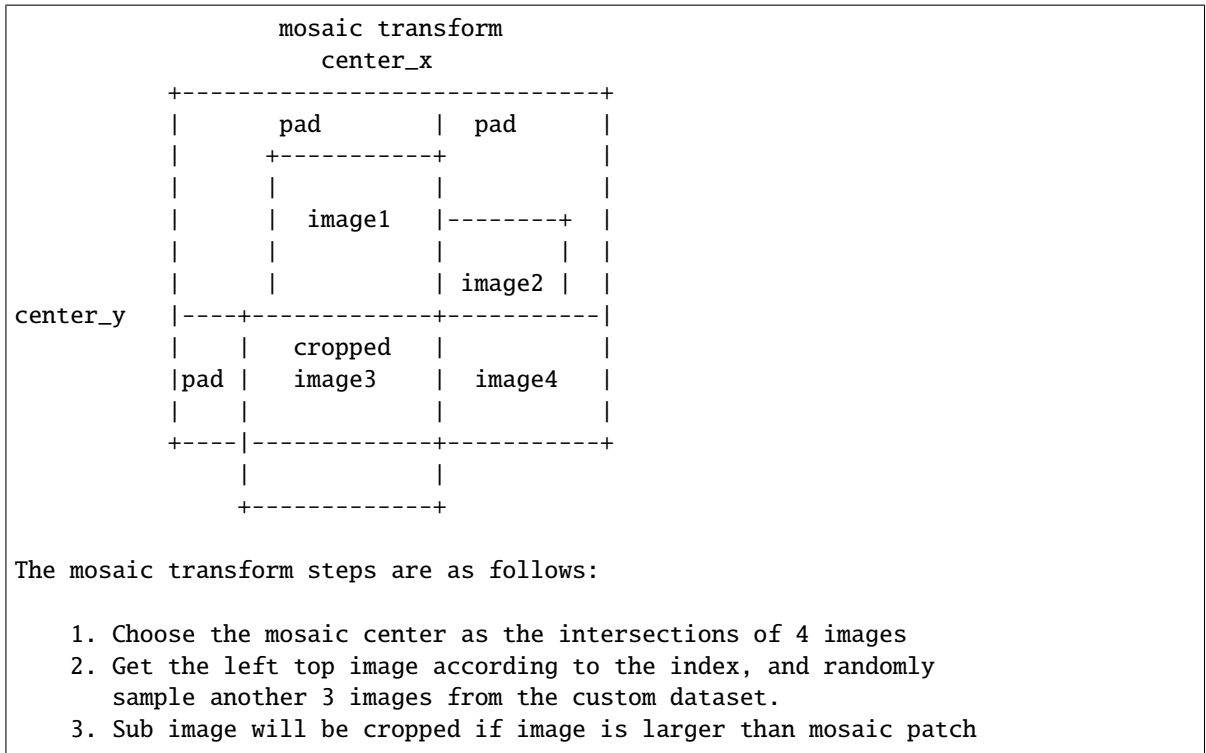 mosaic transform
                   center_x
           +------------------------------+
           |       pad        |  pad      |
           |      +-----------+           |
           |      |           |           |
           |      |  image1   |--------+  |
           |      |           |        |  |
           |      |           | image2 |  |
center_y   |----+-------------+-----------|
           |    |   cropped   |           |
           |pad |   image3    |  image4   |
           |    |             |           |
           +----|-------------+-----------+
                |             |
                +-------------+
The mosaic transform steps are as follows:
    1. Choose the mosaic center as the intersections of 4 images
    2. Get the left top image according to the index, and randomly
       sample another 3 images from the custom dataset.
    3. Sub image will be cropped if image is larger than mosaic patch